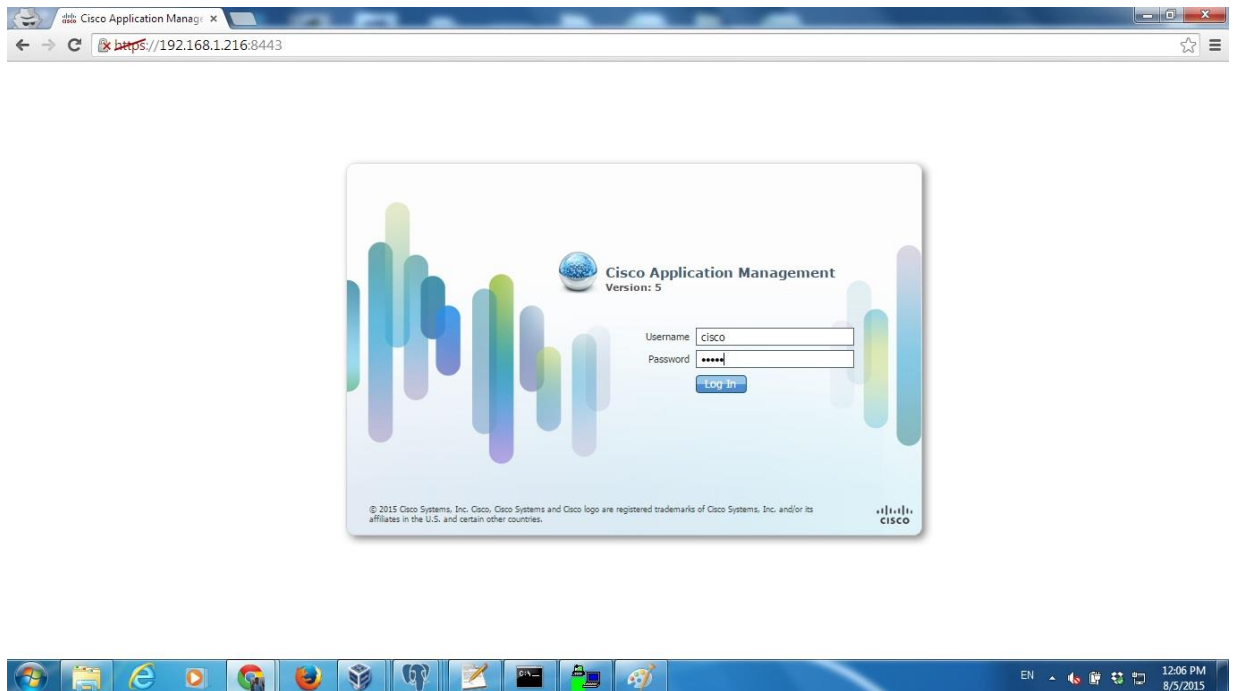 Cisco Application Manage
https://192.168.1.216:8443
Cisco Application Management
Version: 5
Username cisco
Password •••••
Log In
© 2015 Cisco Systems, Inc. Cisco, Cisco Systems and Cisco logo are registered trademarks of Cisco Systems, Inc. and/or its
affiliates in the U.S. and certain other countries.
CISCO
EN
12:06 PM
8/5/2015